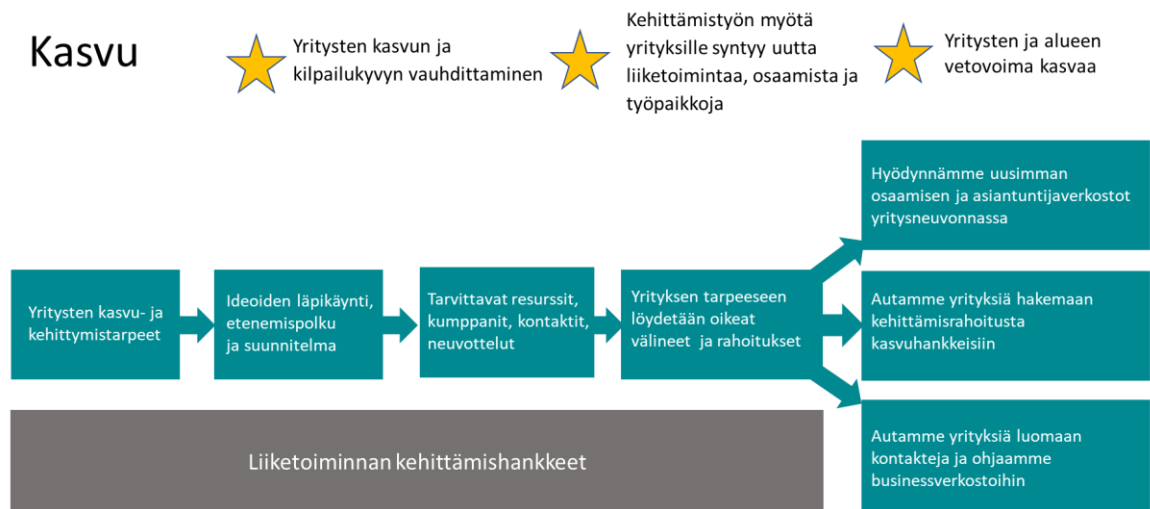 Kasvu
Yritysten kasvun ja
kilpailukyvyn vauhdittaminen
Kehittämistyön myötä
yrityksille syntyy uutta
liiketoimintaa, osaamista ja
työpaikkoja
Yritysten ja alueen
vetovoima kasvaa
Yritysten kasvu- ja
kehittymistarpeet
Ideoiden läpikäynti,
etenemispolku
ja suunnitelma
Tarvittavat resurssit,
kumppanit, kontaktit,
neuvottelut
Yrityksen tarpeeseen
löydetään oikeat
välineet ja rahoitukset
Hyödynnämme uusimman
osaamisen ja asiantuntijaverkostot
yritysneuvonnassa
Autamme yrityksiä hakemaan
kehittämisrahoitusta
kasvuhankkeisiin
Autamme yrityksiä luomaan
kontakteja ja ohjaamme
businessverkostoihin
Liiketoiminnan kehittämishankkeet